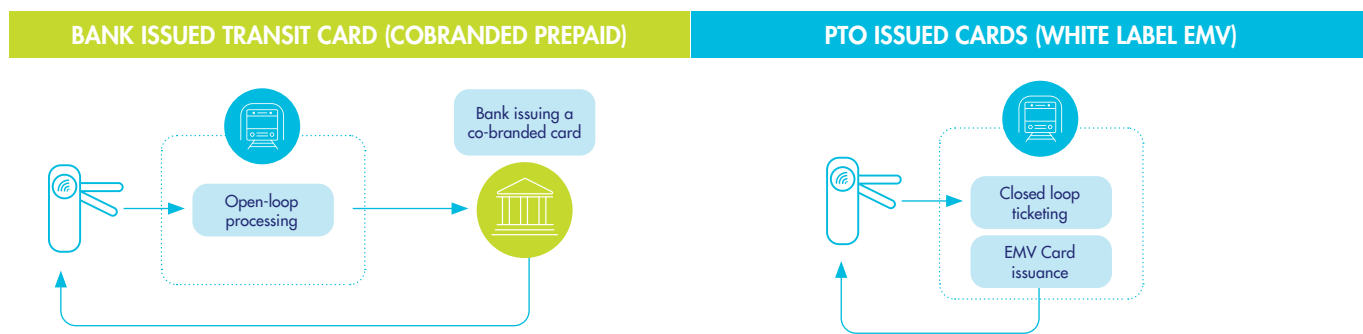 BANK ISSUED TRANSIT CARD (COBRANDED PREPAID)
PTO ISSUED CARDS (WHITE LABEL EMV)
Bank issuing a
co-branded card
Open-loop
processing
Closed loop
ticketing
EMV Card
issuance